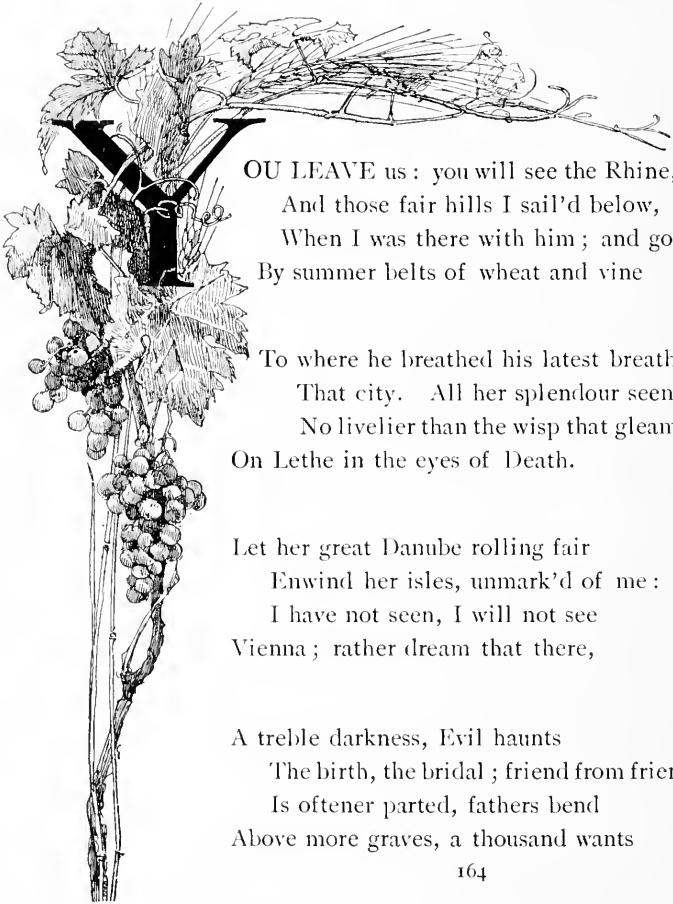 YOU LEAVE us : you will see the Rhine,
And those fair hills I sail'd below,
When I was there with him ; and go
By summer belts of wheat and vine
To where he breathed his latest breath
That city. All her splendour seem
No livelier than the wisp that gleam
On Lethe in the eyes of Death.
Let her great Danube rolling fair
Enwind her isles, unmark'd of me :
I have not seen, I will not see
Vienna ; rather dream that there,
A treble darkness, Evil haunts
The birth, the bridal ; friend from frien
Is oftener parted, fathers bend
Above more graves, a thousand wants
164